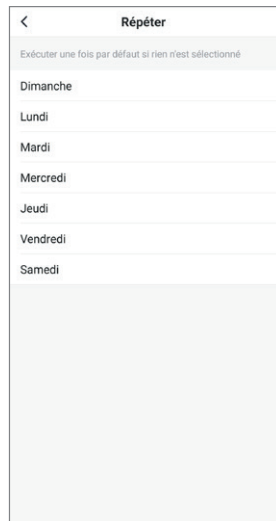 Répéter
Exécuter une fois par défaut si rien n'est sélectionné
Dimanche
Lundi
Mardi
Mercredi
Jeudi
Vendredi
Samedi